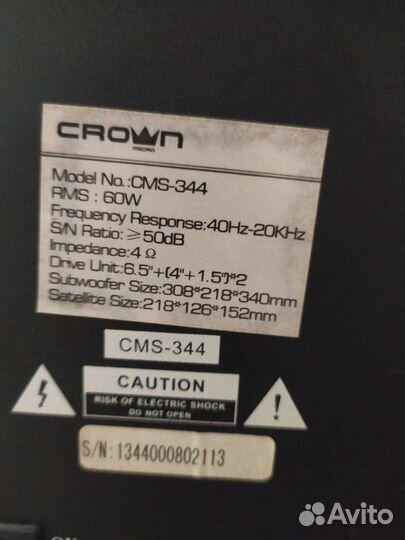 CROWN
MICRO
Model No.:CMS-344
RMS : 60W
Frequency Response:40Hz-20KHz
S/N Ratio: ≥50dB
Impedance:4 Ω
Drive Unit:6.5"+(4"+1.5")*2
Subwoofer Size:308*218*340mm
Satellite Size:218*126*152mm
CMS-344
CAUTION
RISK OF ELECTRIC SHOCK
DO NOT OPEN
S/N:1344000802113
ON
Avito